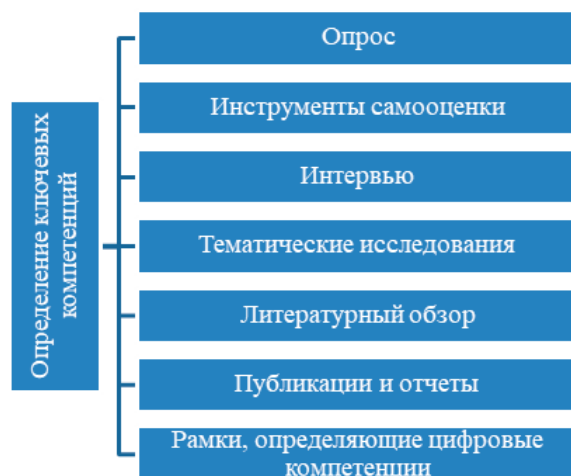 Определение ключевых
компетенций
Опрос
Инструменты самооценки
Интервью
Тематические исследования
Литературный обзор
Публикации и отчеты
Рамки, определяющие цифровые
компетенции